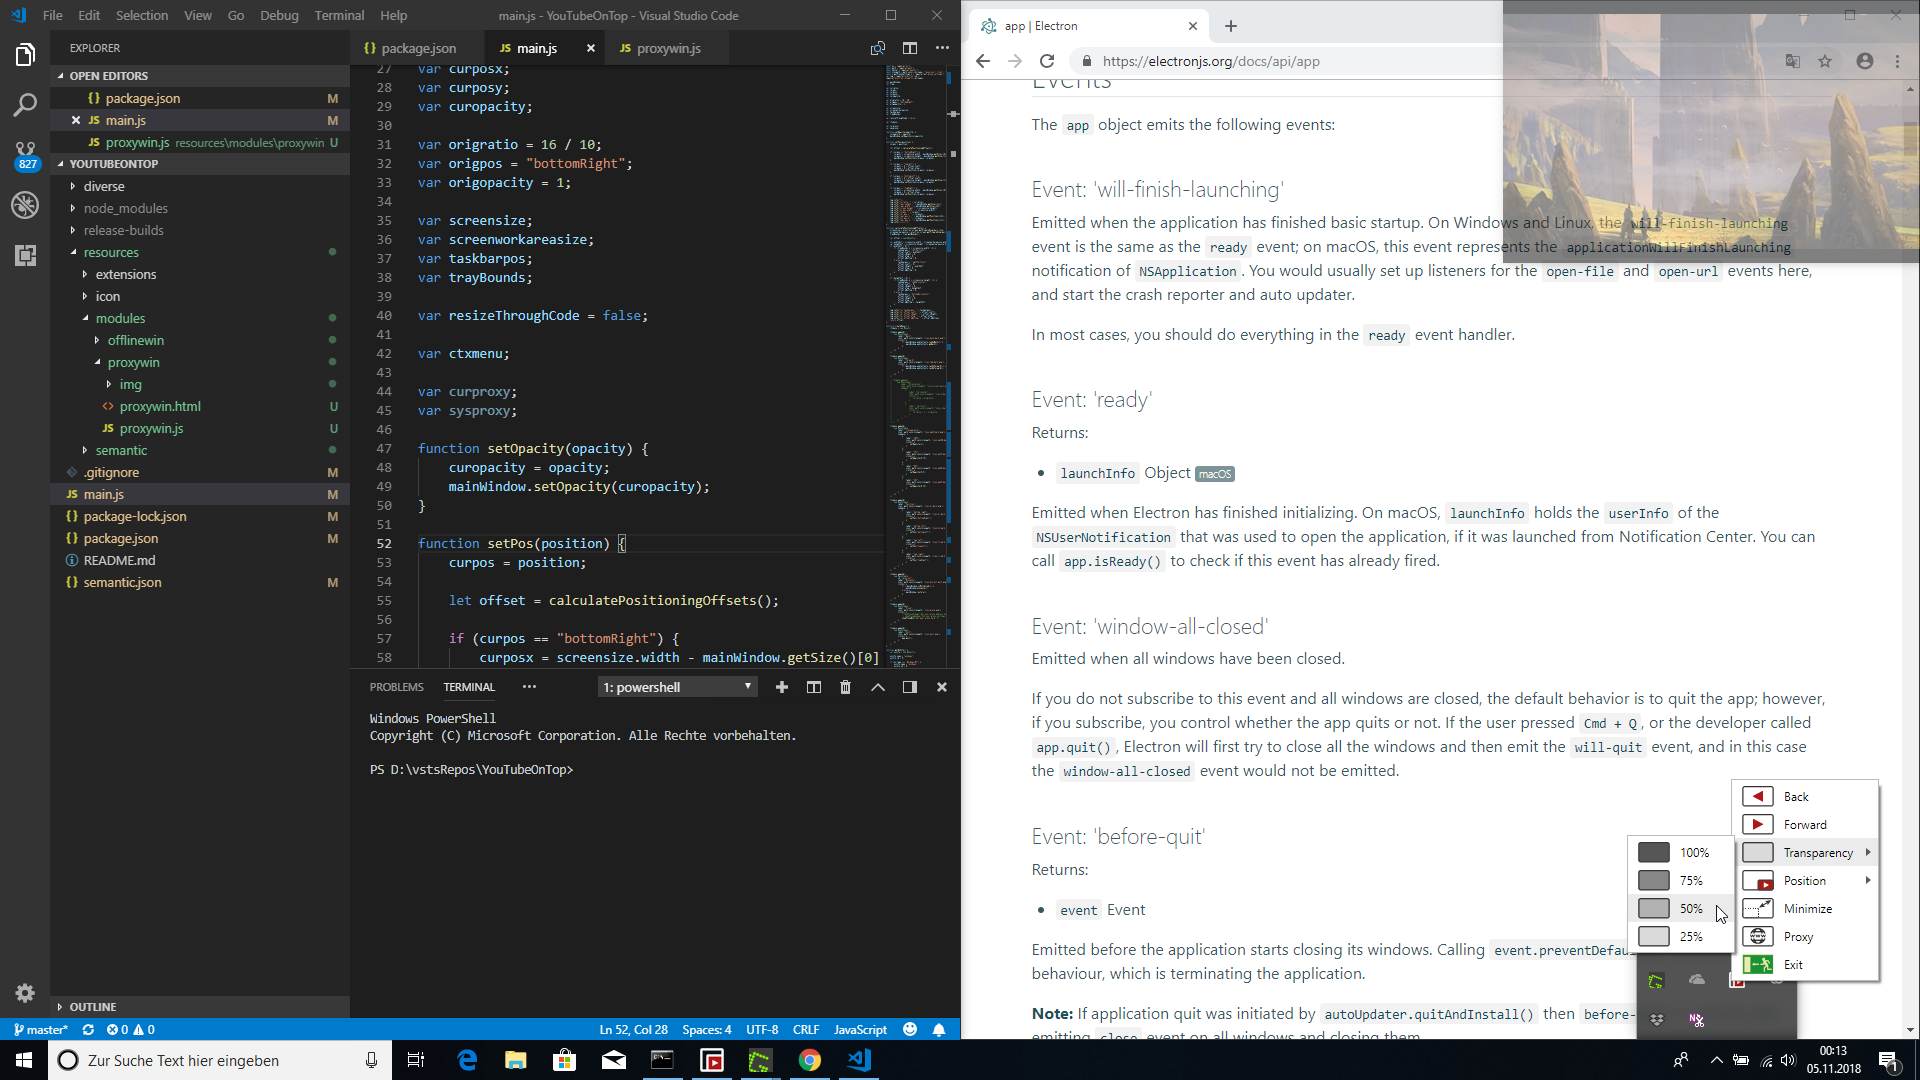 File Edit Selection View Go Debug Terminal Help
main.js - YouTubeOnTop - Visual Studio Code
EXPLORER
OPEN EDITORS
{} package.json M
JS main.js M
JS proxywin.js resources\modules\proxywin U
827
YOUTUBEONTOP
diverse
node_modules
release-builds
resources
extensions
icon
modules
offlinewin
proxywin
img
<> proxywin.html U
JS proxywin.js U
semantic
.gitignore M
JS main.js M
{} package-lock.json M
{} package.json M
README.md
{} semantic.json M
OUTLINE
{} package.json
JS main.js
JS proxywin.js
27 var curposx;
28 var curposy;
29 var curopacity;
30
31 var origratio = 16 / 10;
32 var origpos = "bottomRight";
33 var origopacity = 1;
34
35 var screensize;
36 var screenworkareasize;
37 var taskbarpos;
38 var trayBounds;
39
40 var resizeThroughCode = false;
41
42 var ctxmenu;
43
44 var curproxy;
45 var sysproxy;
46
47 function setOpacity(opacity) {
48 curopacity = opacity;
49 mainWindow.setOpacity(curopacity);
50 }
51
52 function setPos(position) {
53 curpos = position;
54
55 let offset = calculatePositioningOffsets();
56
57 if (curpos == "bottomRight") {
58 curposx = screensize.width - mainWindow.getSize()[0]
PROBLEMS TERMINAL
1: powershell
Windows PowerShell
Copyright (C) Microsoft Corporation. Alle Rechte vorbehalten.
PS D:\vstsRepos\YouTubeOnTop>
master*
0 0
Ln 52, Col 28 Spaces: 4 UTF-8 CRLF JavaScript
app | Electron
https://electronjs.org/docs/api/app
Events
The app object emits the following events:
Event: 'will-finish-launching'
Emitted when the application has finished basic startup. On Windows and Linux, the will-finish-launching
event is the same as the ready event; on macOS, this event represents the applicationWillFinishLaunching
notification of NSApplication. You would usually set up listeners for the open-file and open-url events here,
and start the crash reporter and auto updater.
In most cases, you should do everything in the ready event handler.
Event: 'ready'
Returns:
launchInfo Object macOS
Emitted when Electron has finished initializing. On macOS, launchInfo holds the userInfo of the
NSUserNotification that was used to open the application, if it was launched from Notification Center. You can
call app.isReady() to check if this event has already fired.
Event: 'window-all-closed'
Emitted when all windows have been closed.
If you do not subscribe to this event and all windows are closed, the default behavior is to quit the app; however,
if you subscribe, you control whether the app quits or not. If the user pressed Cmd + Q, or the developer called
app.quit(), Electron will first try to close all the windows and then emit the will-quit event, and in this case
the window-all-closed event would not be emitted.
Event: 'before-quit'
Returns:
event Event
Emitted before the application starts closing its windows. Calling event.preventDefau
behaviour, which is terminating the application.
Note: If application quit was initiated by autoUpdater.quitAndInstall() then before-
emitting close event on all windows and closing them.
Back
Forward
Transparency
Position
Minimize
Proxy
Exit
100%
75%
50%
25%
Zur Suche Text hier eingeben
00:13
05.11.2018
1